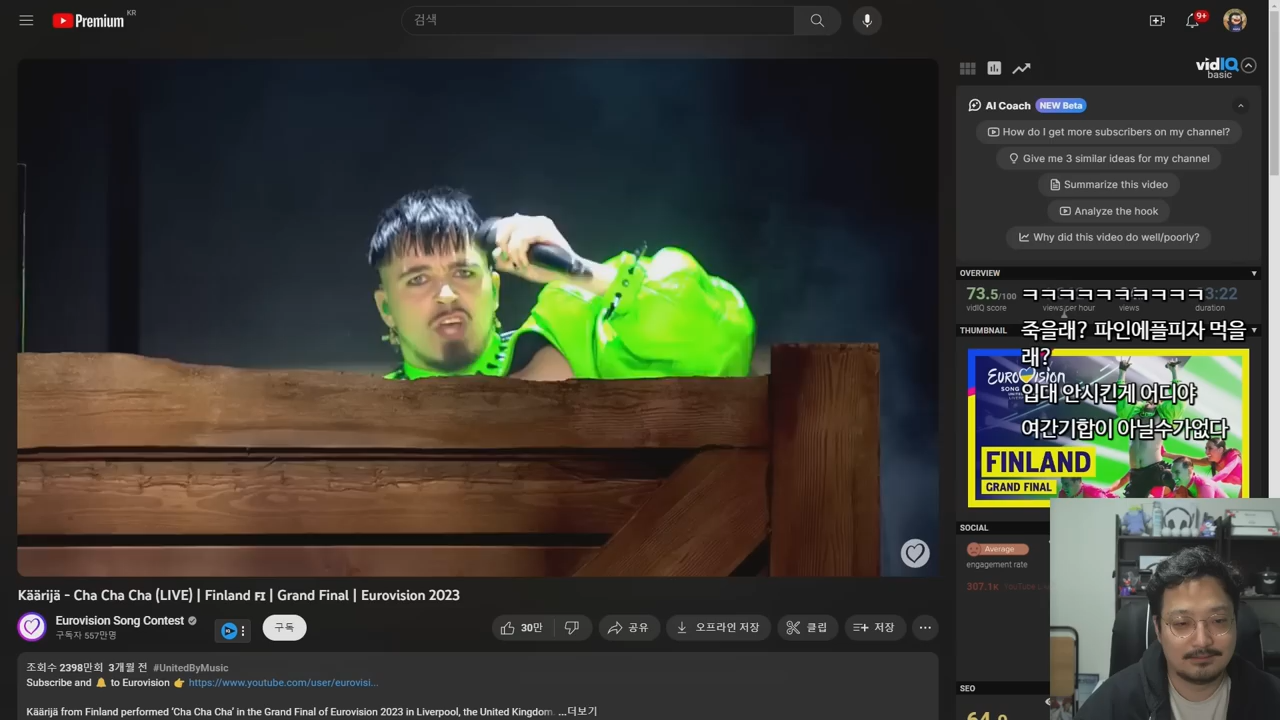 Premium KR
검색
9+
vidIQ
basic
AI Coach NEW Beta
How do I get more subscribers on my channel?
Give me 3 similar ideas for my channel
Summarize this video
Analyze the hook
Why did this video do well/poorly?
OVERVIEW
73.5/100
3:22
vidIQ score
views per hour
views
duration
ㅋㅋㅋㅋㅋㅋㅋㅋㅋㅋ
THUMBNAIL
죽을래? 파인애플피자 먹을
래?
입대 안시킨게 어디야
여간기합이 아닐수가없다
EUROVISION
SONG
FINLAND
GRAND FINAL
SOCIAL
Average
engagement rate
307.1K
SEO
Käärijä - Cha Cha Cha (LIVE) | Finland 🇫🇮 | Grand Final | Eurovision 2023
Eurovision Song Contest
구독자 557만명
구독
30만
공유
오프라인 저장
클립
저장
조회수 2398만회 3개월 전 #UnitedByMusic
Subscribe and 🔔 to Eurovision 👉 https://www.youtube.com/user/eurovisi...
Käärijä from Finland performed ‘Cha Cha Cha’ in the Grand Final of Eurovision 2023 in Liverpool, the United Kingdom ...더보기